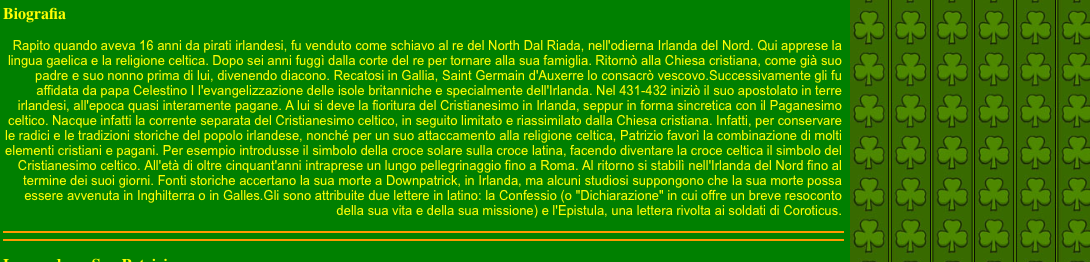 Biografia
Rapito quando aveva 16 anni da pirati irlandesi, fu venduto come schiavo al re del North Dal Riada, nell'odierna Irlanda del Nord. Qui apprese la
lingua gaelica e la religione celtica. Dopo sei anni fuggì dalla corte del re per tornare alla sua famiglia. Ritornò alla Chiesa cristiana, come già suo
padre e suo nonno prima di lui, divenendo diacono. Recatosi in Gallia, Saint Germain d'Auxerre lo consacrò vescovo.Successivamente gli fu
affidata da papa Celestino I l'evangelizzazione delle isole britanniche e specialmente dell'Irlanda. Nel 431-432 iniziò il suo apostolato in terre
irlandesi, all'epoca quasi interamente pagane. A lui si deve la fioritura del Cristianesimo in Irlanda, seppur in forma sincretica con il Paganesimo
celtico. Nacque infatti la corrente separata del Cristianesimo celtico, in seguito limitato e riassimilato dalla Chiesa cristiana. Infatti, per conservare
le radici e le tradizioni storiche del popolo irlandese, nonché per un suo attaccamento alla religione celtica, Patrizio favorì la combinazione di molti
elementi cristiani e pagani. Per esempio introdusse il simbolo della croce solare sulla croce latina, facendo diventare la croce celtica il simbolo del
Cristianesimo celtico. All'età di oltre cinquant'anni intraprese un lungo pellegrinaggio fino a Roma. Al ritorno si stabilì nell'Irlanda del Nord fino al
termine dei suoi giorni. Fonti storiche accertano la sua morte a Downpatrick, in Irlanda, ma alcuni studiosi suppongono che la sua morte possa
essere avvenuta in Inghilterra o in Galles.Gli sono attribuite due lettere in latino: la Confessio (o "Dichiarazione" in cui offre un breve resoconto
della sua vita e della sua missione) e l'Epistula, una lettera rivolta ai soldati di Coroticus.